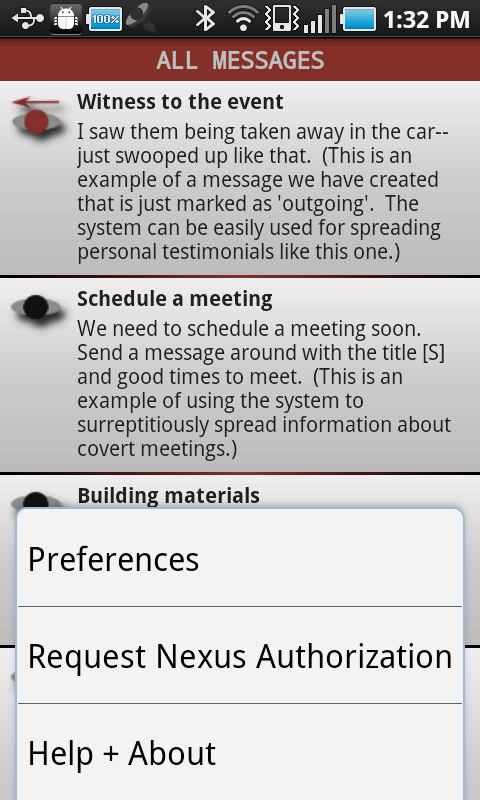 100%
1:32 PM
ALL MESSAGES
Witness to the event
I saw them being taken away in the car--
just swooped up like that.  (This is an
example of a message we have created
that is just marked as 'outgoing'.  The
system can be easily used for spreading
personal testimonials like this one.)
Schedule a meeting
We need to schedule a meeting soon.
Send a message around with the title [S]
and good times to meet.  (This is an
example of using the system to
surreptitiously spread information about
covert meetings.)
Building materials
Preferences
Request Nexus Authorization
Help + About